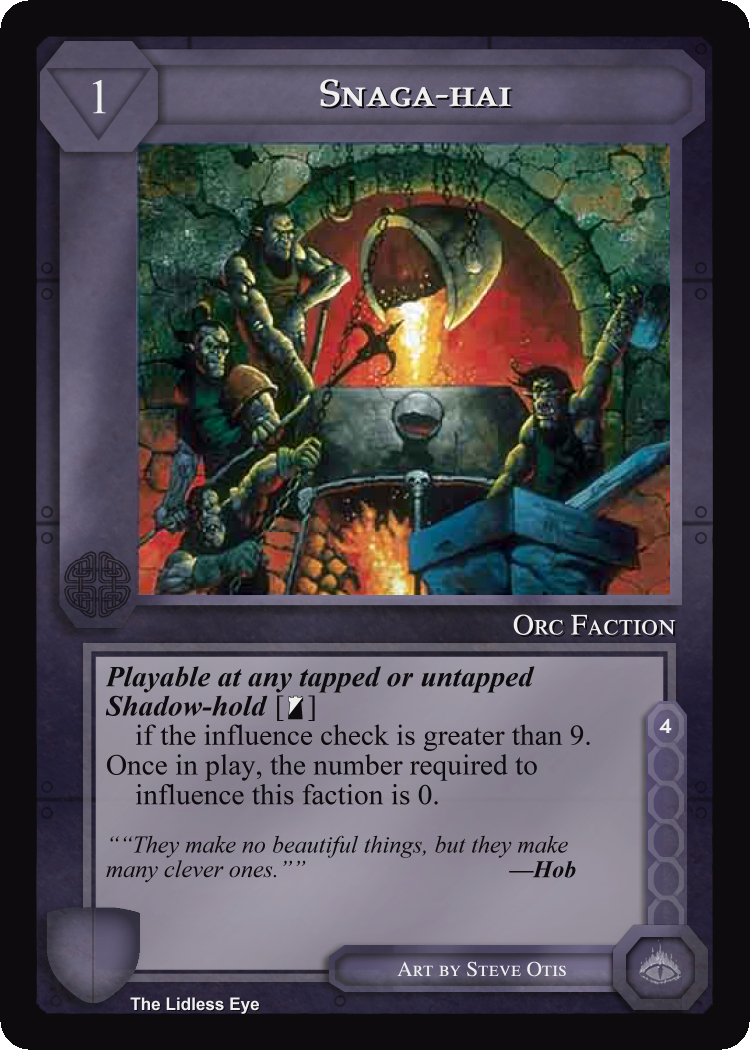 1
Snaga-hai
Orc Faction
Playable at any tapped or untapped
Shadow-hold [ ]
if the influence check is greater than 9.
Once in play, the number required to
influence this faction is 0.
4
““They make no beautiful things, but they make
many clever ones.”” —Hob
Art by Steve Otis
The Lidless Eye